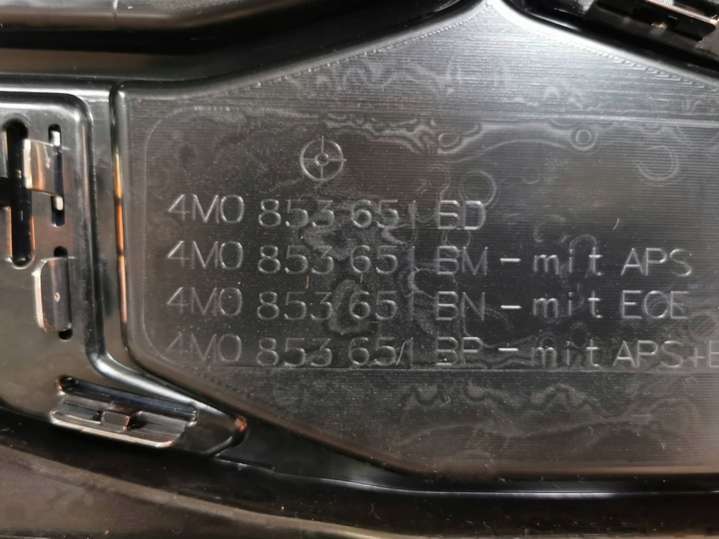 4M0 853 651 BD
4M0 853 651 BM - mit APS
4M0 853 651 BN - mit ECE
4M0 853 651 BP - mit APS+E